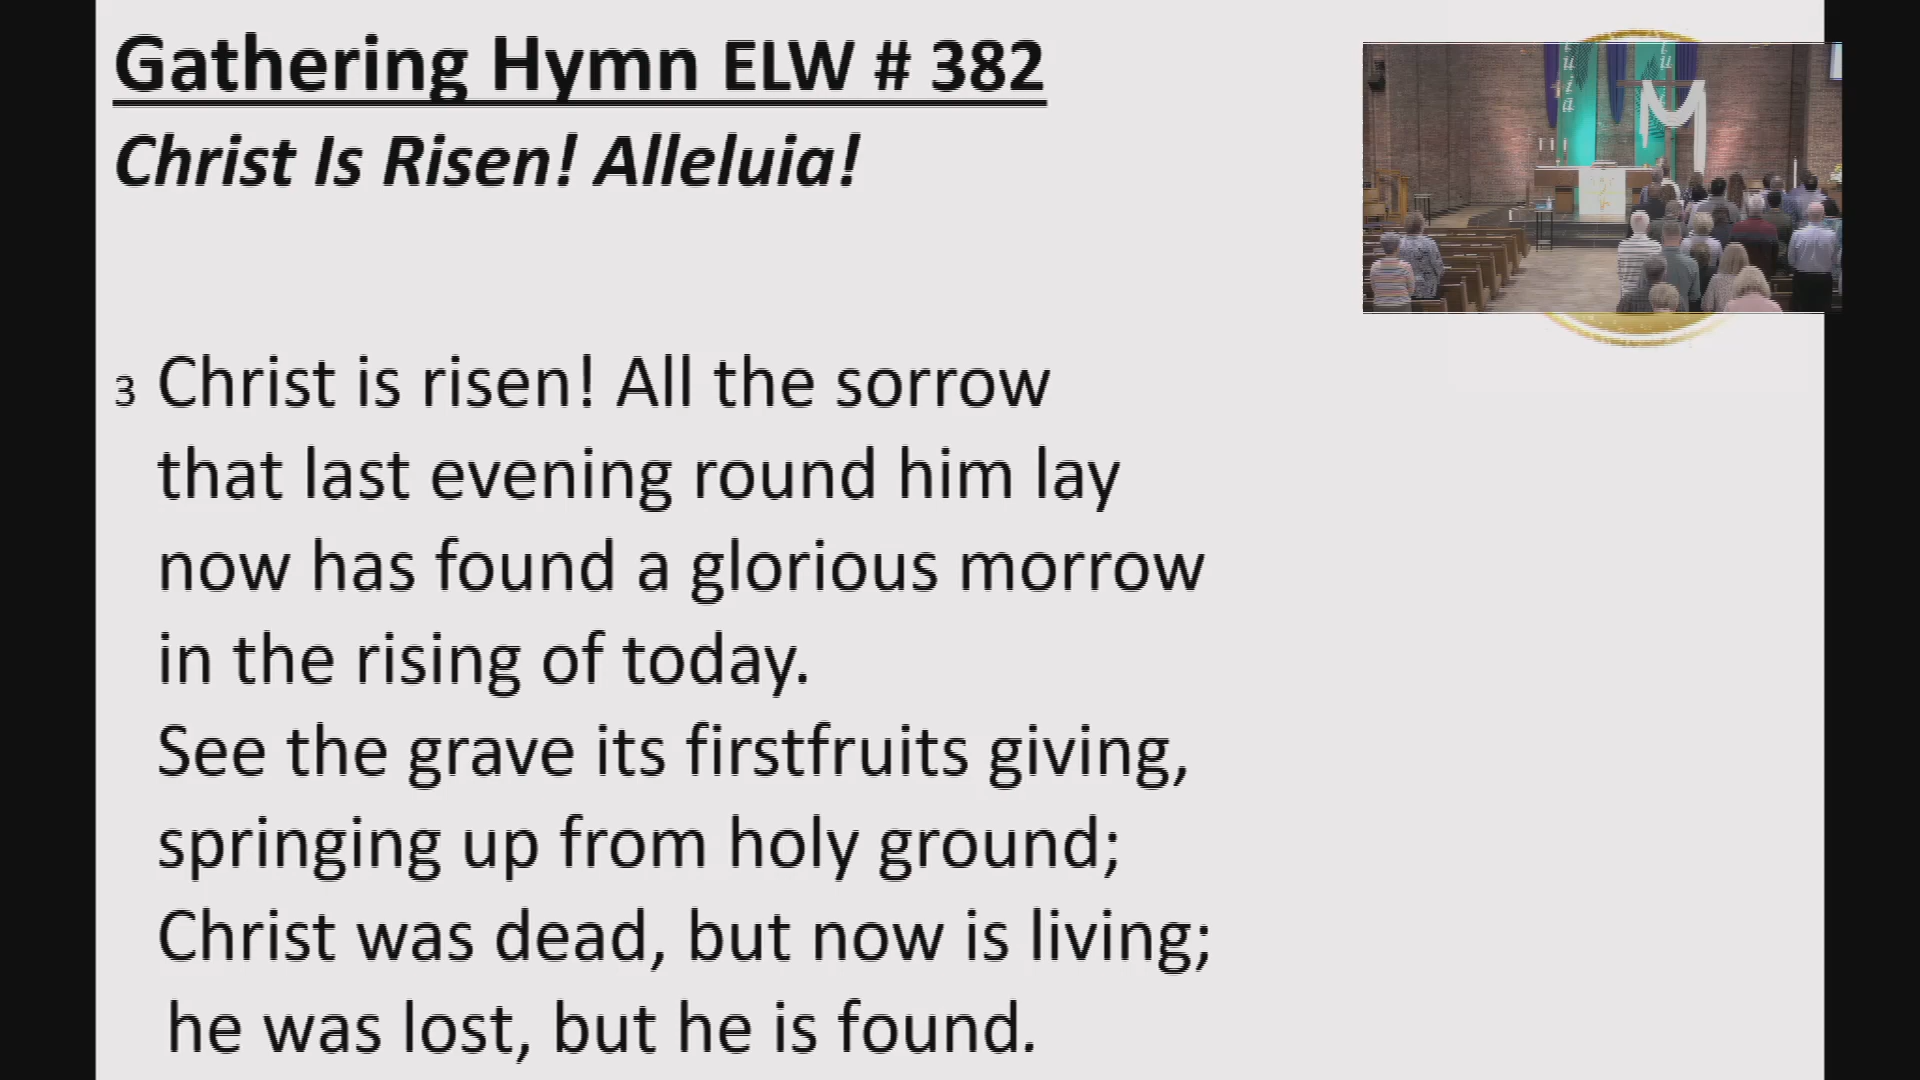 Gathering Hymn ELW # 382
Christ Is Risen! Alleluia!
3 Christ is risen! All the sorrow
that last evening round him lay
now has found a glorious morrow
in the rising of today.
See the grave its firstfruits giving,
springing up from holy ground;
Christ was dead, but now is living;
he was lost, but he is found.